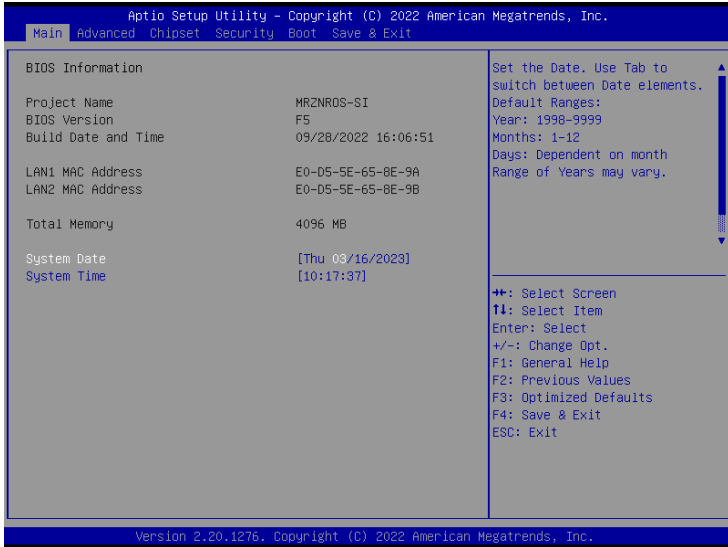 Aptio Setup Utility – Copyright (C) 2022 American Megatrends, Inc.
Main Advanced Chipset Security Boot Save & Exit
BIOS Information
Project Name MRZNROS-SI
BIOS Version F5
Build Date and Time 09/28/2022 16:06:51
LAN1 MAC Address E0-D5-5E-65-8E-9A
LAN2 MAC Address E0-D5-5E-65-8E-9B
Total Memory 4096 MB
System Date [Thu 03/16/2023]
System Time [10:17:37]
Set the Date. Use Tab to
switch between Date elements.
Default Ranges:
Year: 1998-9999
Months: 1-12
Days: Dependent on month
Range of Years may vary.
→←: Select Screen
↑↓: Select Item
Enter: Select
+/-: Change Opt.
F1: General Help
F2: Previous Values
F3: Optimized Defaults
F4: Save & Exit
ESC: Exit
Version 2.20.1276. Copyright (C) 2022 American Megatrends, Inc.